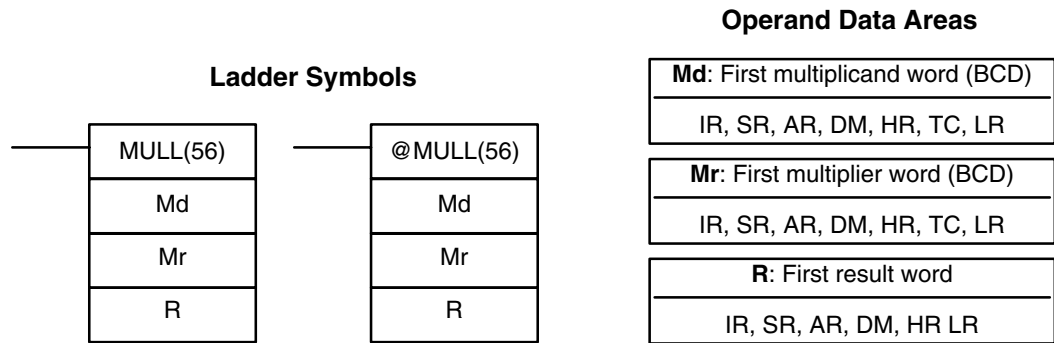 Ladder Symbols
MULL(56)
Md
Mr
R
@MULL(56)
Md
Mr
R
Operand Data Areas
Md: First multiplicand word (BCD)
IR, SR, AR, DM, HR, TC, LR
Mr: First multiplier word (BCD)
IR, SR, AR, DM, HR, TC, LR
R: First result word
IR, SR, AR, DM, HR LR